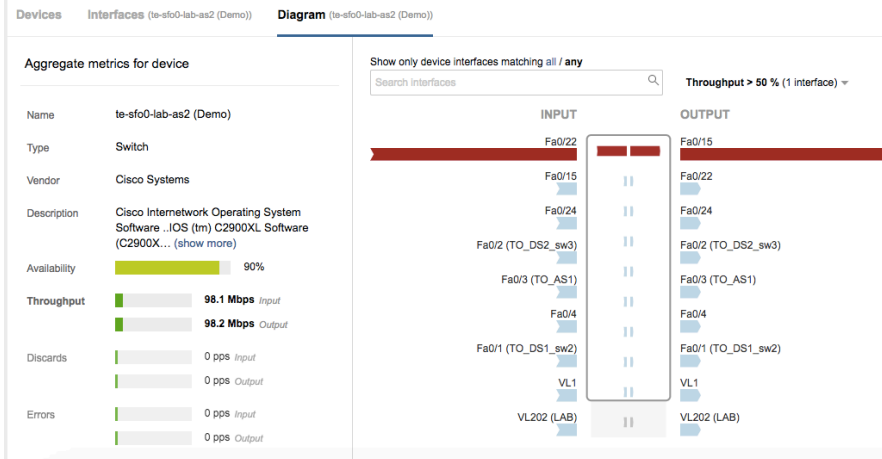 Devices Interfaces (te-sfo0-lab-as2 (Demo)) Diagram (te-sfo0-lab-as2 (Demo))
Aggregate metrics for device
Name te-sfo0-lab-as2 (Demo)
Type Switch
Vendor Cisco Systems
Description Cisco Internetwork Operating System
Software ..IOS (tm) C2900XL Software
(C2900X... (show more)
Availability 90%
Throughput 98.1 Mbps Input
98.2 Mbps Output
Discards 0 pps Input
0 pps Output
Errors 0 pps Input
0 pps Output
Show only device interfaces matching all / any
Search interfaces
Throughput > 50 % (1 interface)
INPUT OUTPUT
Fa0/22 Fa0/15
Fa0/15 Fa0/22
Fa0/24 Fa0/24
Fa0/2 (TO_DS2_sw3) Fa0/2 (TO_DS2_sw3)
Fa0/3 (TO_AS1) Fa0/3 (TO_AS1)
Fa0/4 Fa0/4
Fa0/1 (TO_DS1_sw2) Fa0/1 (TO_DS1_sw2)
VL1 VL1
VL202 (LAB) VL202 (LAB)